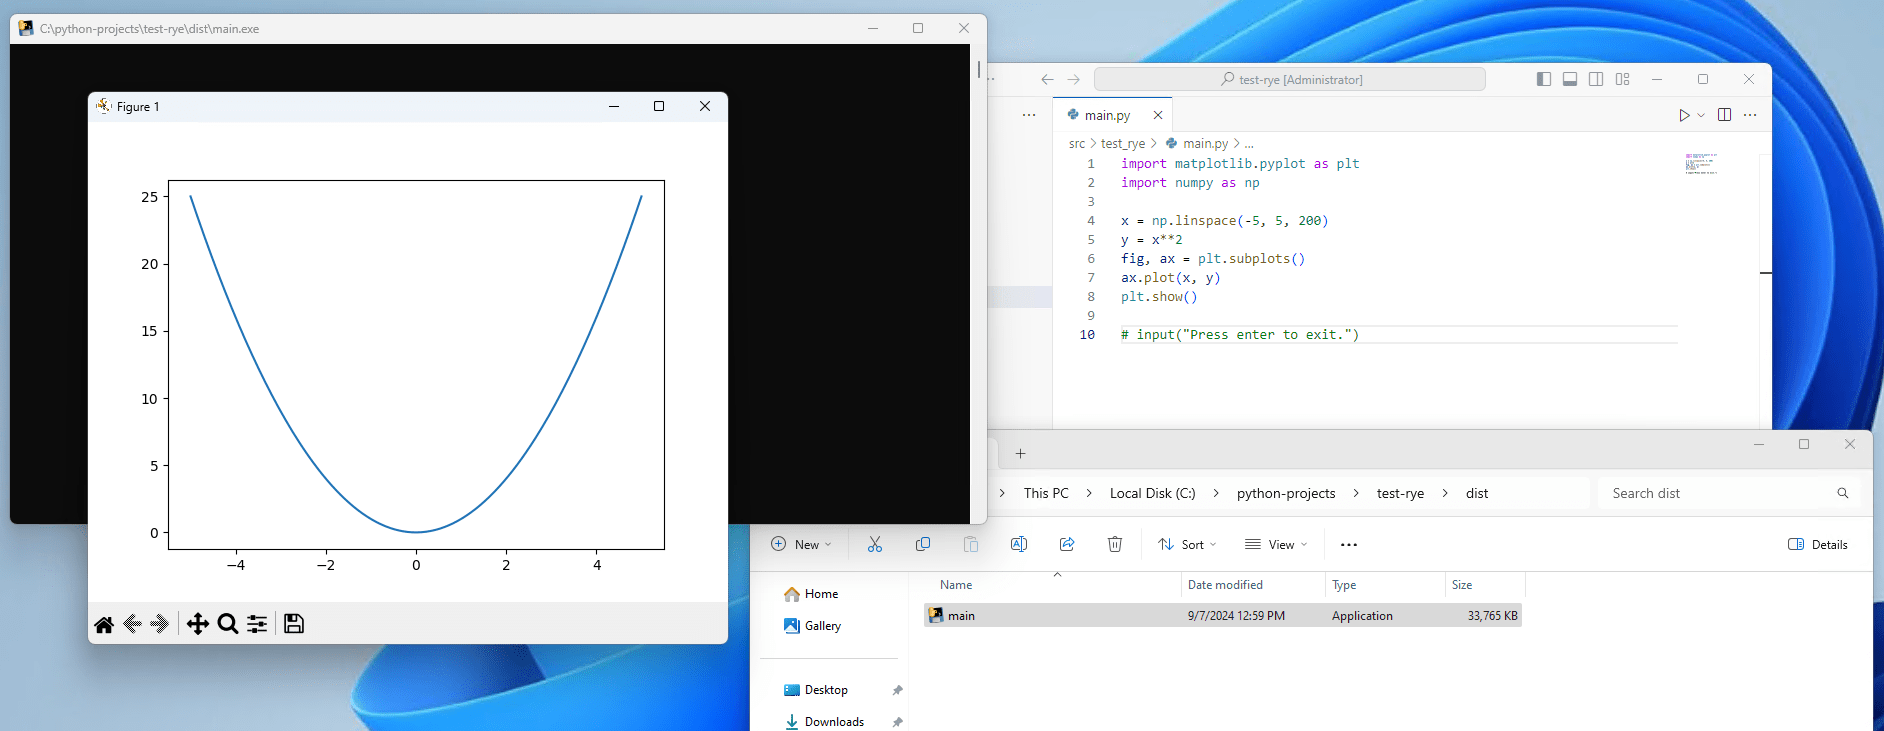 C:\python-projects\test-rye\dist\main.exe
Figure 1
25
20
15
10
5
0
−4
−2
0
2
4
test-rye [Administrator]
main.py
src > test_rye > main.py > ...
1 import matplotlib.pyplot as plt
2 import numpy as np
3
4 x = np.linspace(-5, 5, 200)
5 y = x**2
6 fig, ax = plt.subplots()
7 ax.plot(x, y)
8 plt.show()
9
10 # input("Press enter to exit.")
> This PC > Local Disk (C:) > python-projects > test-rye > dist
Search dist
New
Sort
View
Details
Home
Gallery
Desktop
Downloads
Name Date modified Type Size
main 9/7/2024 12:59 PM Application 33,765 KB